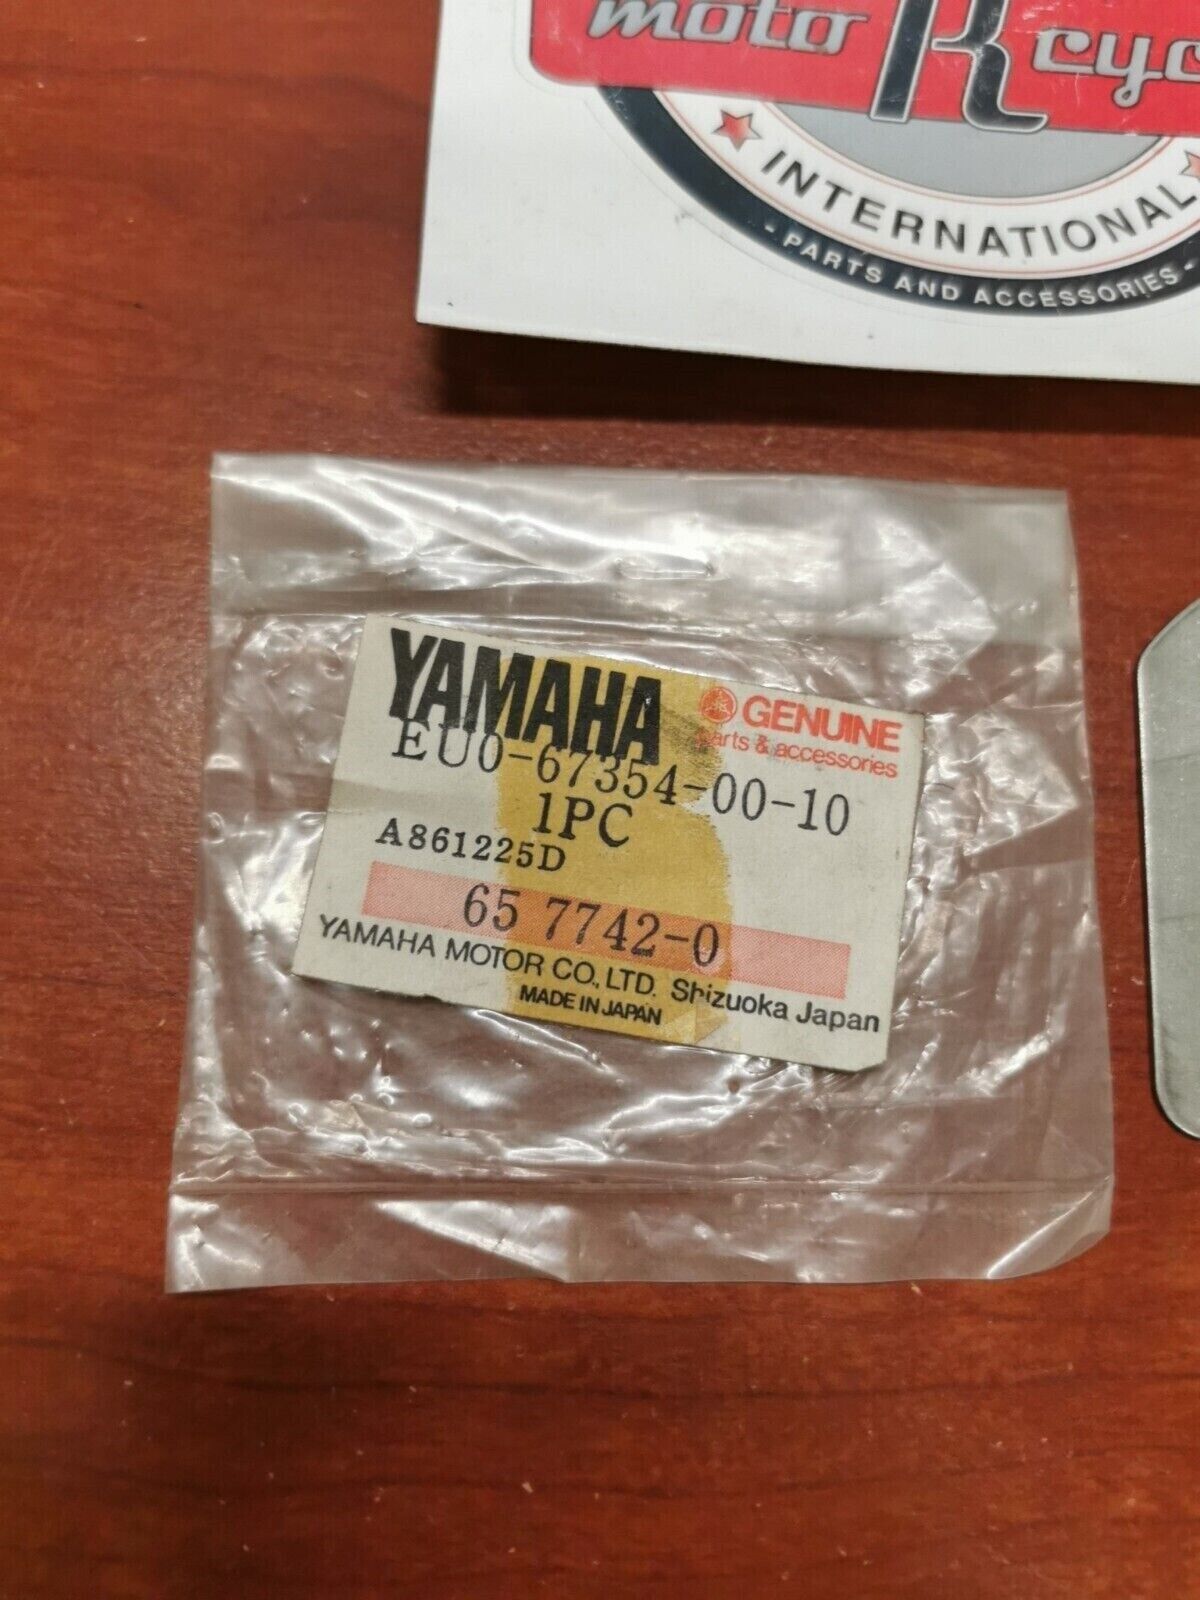 moto R cyc
INTERNATIONAL
- PARTS AND ACCESSORIES -
YAMAHA
GENUINE
parts & accessories
EU0-67354-00-10
1PC
A861225D
65 7742-0
YAMAHA MOTOR CO., LTD. Shizuoka Japan
MADE IN JAPAN